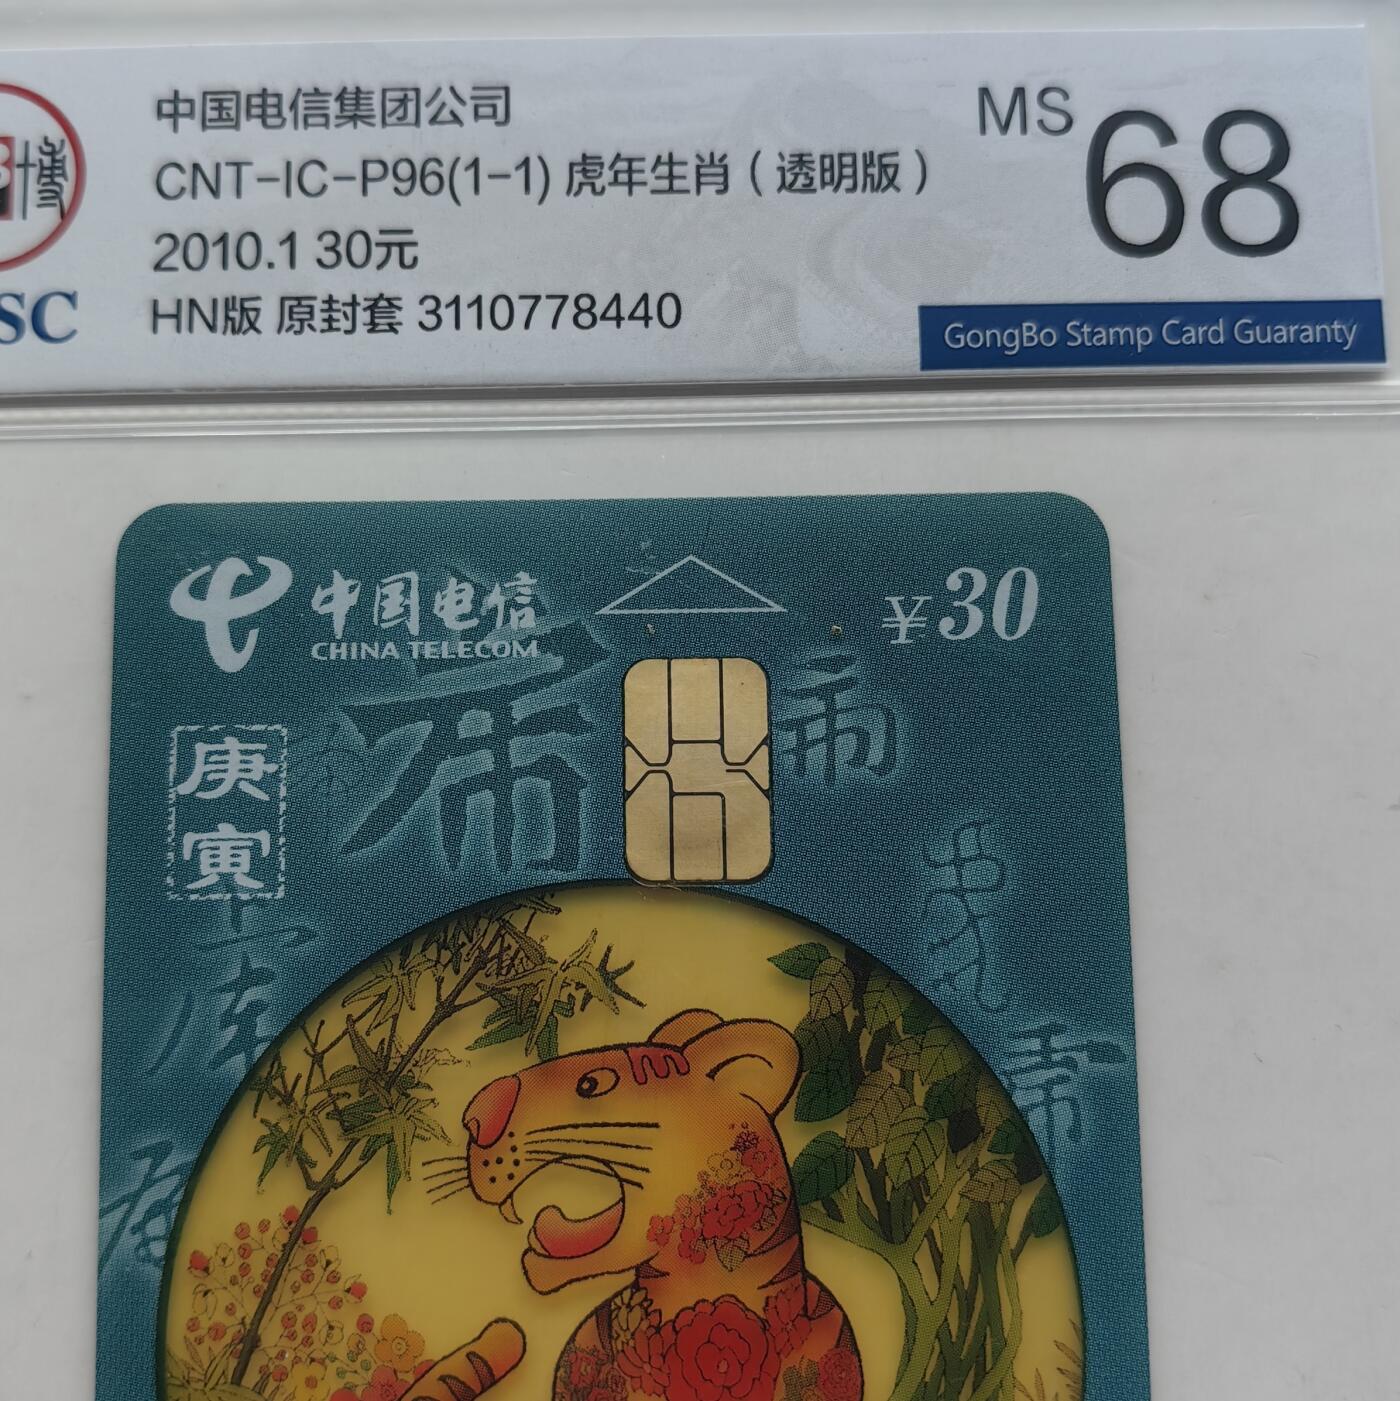 中国电信集团公司
CNT-IC-P96(1-1) 虎年生肖（透明版）
2010.1 30元
HN版 原封套 3110778440
MS 68
GongBo Stamp Card Guaranty
博
SC
中国电信
CHINA TELECOM
¥30
庚寅